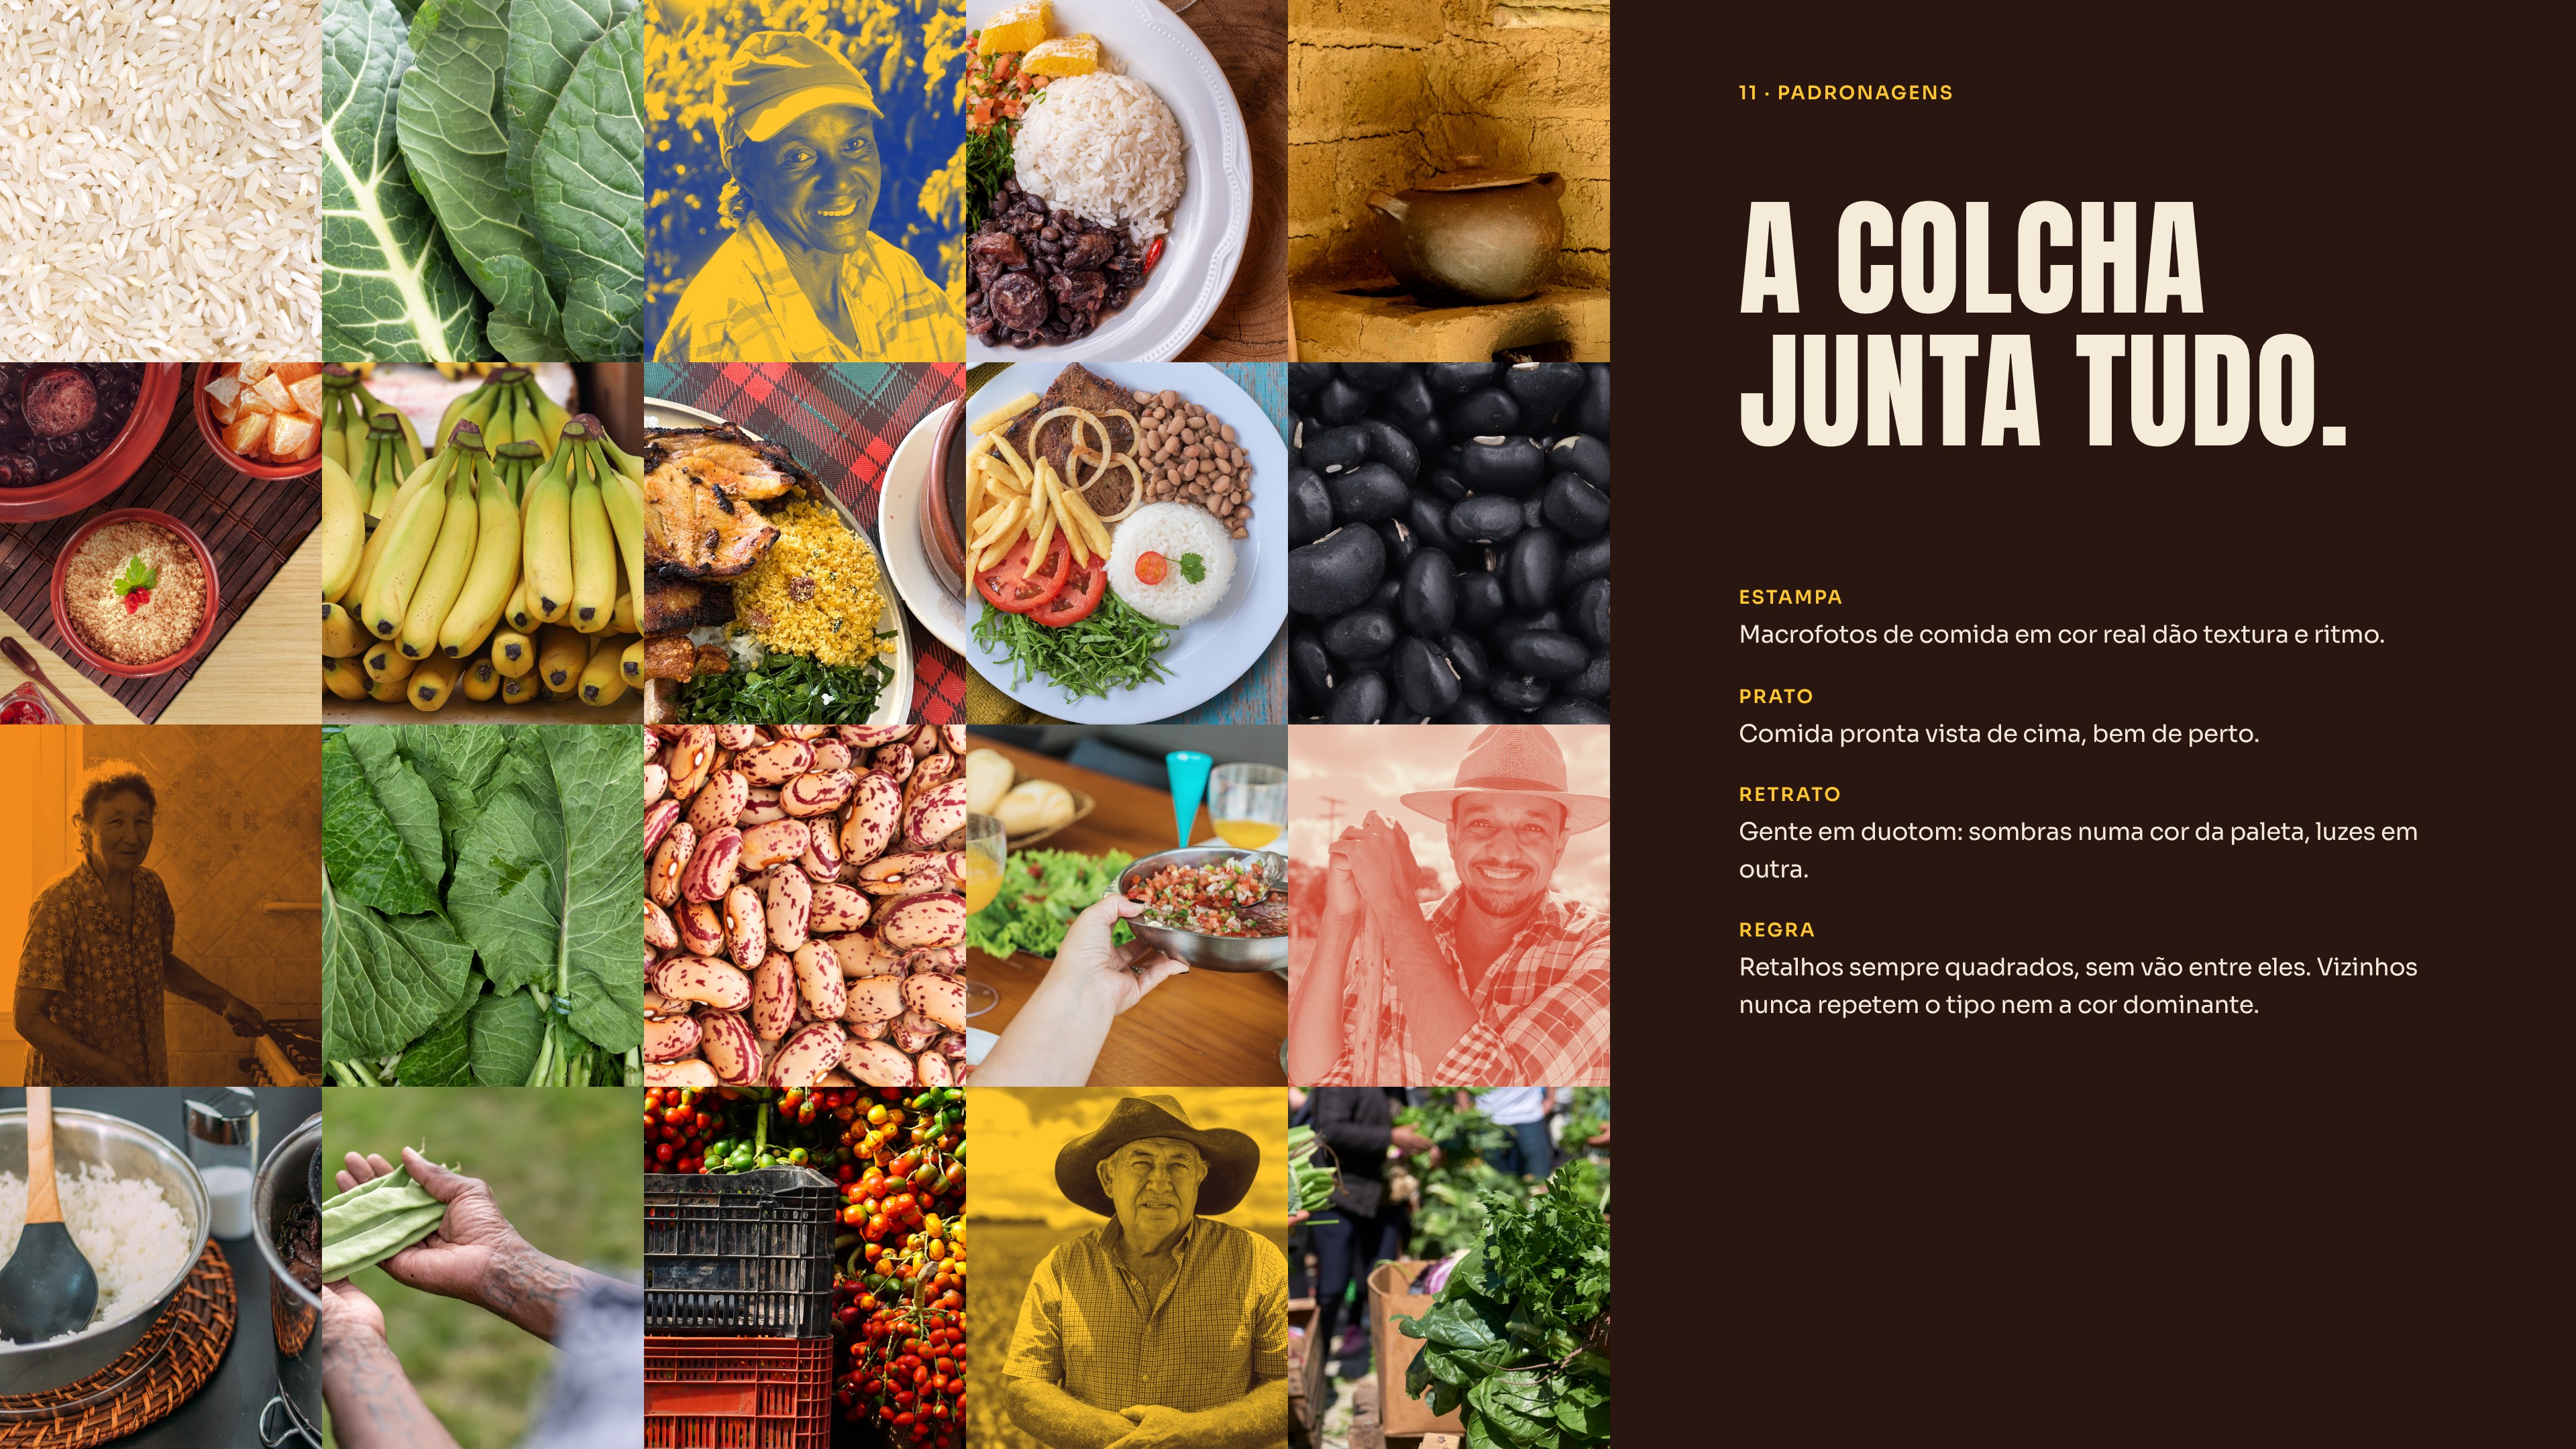 11 · PADRONAGENS
A COLCHA
JUNTA TUDO.
ESTAMPA
Macrofotos de comida em cor real dão textura e ritmo.
PRATO
Comida pronta vista de cima, bem de perto.
RETRATO
Gente em duotom: sombras numa cor da paleta, luzes em
outra.
REGRA
Retalhos sempre quadrados, sem vão entre eles. Vizinhos
nunca repetem o tipo nem a cor dominante.